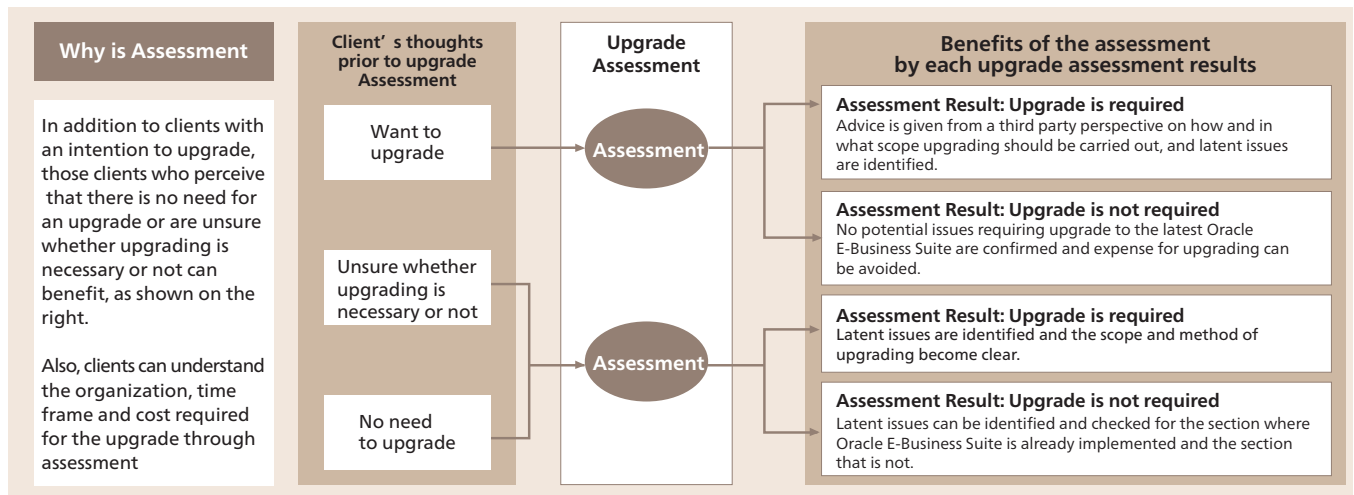 Why is Assessment
In addition to clients with
an intention to upgrade,
those clients who perceive
that there is no need for
an upgrade or are unsure
whether upgrading is
necessary or not can
benefit, as shown on the
right.
Also, clients can understand
the organization, time
frame and cost required
for the upgrade through
assessment
Client’ s thoughts
prior to upgrade
Assessment
Want to
upgrade
Unsure whether
upgrading is
necessary or not
No need
to upgrade
Upgrade
Assessment
Assessment
Assessment
Benefits of the assessment
by each upgrade assessment results
Assessment Result: Upgrade is required
Advice is given from a third party perspective on how and in
what scope upgrading should be carried out, and latent issues
are identified.
Assessment Result: Upgrade is not required
No potential issues requiring upgrade to the latest Oracle
E-Business Suite are confirmed and expense for upgrading can
be avoided.
Assessment Result: Upgrade is required
Latent issues are identified and the scope and method of
upgrading become clear.
Assessment Result: Upgrade is not required
Latent issues can be identified and checked for the section where
Oracle E-Business Suite is already implemented and the section
that is not.